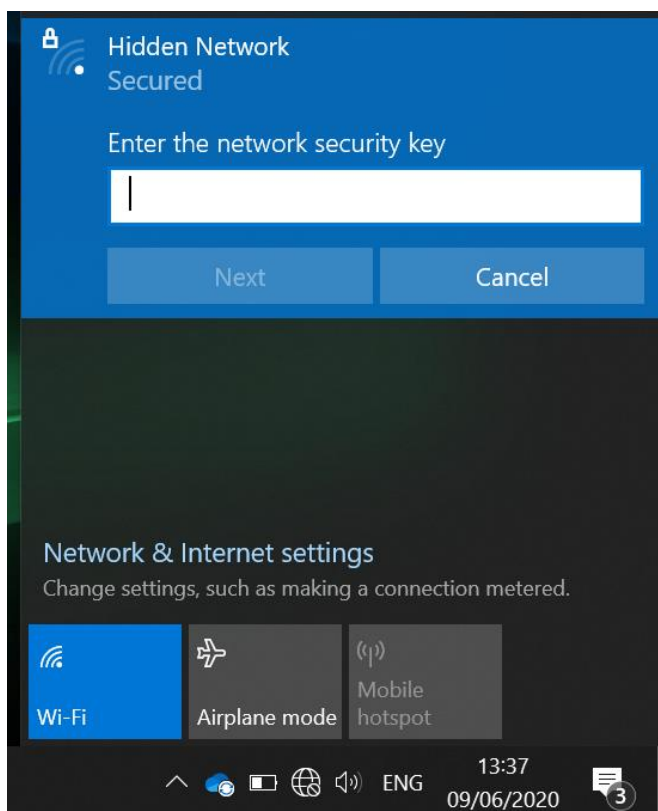 Hidden Network
Secured
Enter the network security key
Next
Cancel
Network & Internet settings
Change settings, such as making a connection metered.
Wi-Fi
Airplane mode
Mobile
hotspot
ENG
13:37
09/06/2020
3